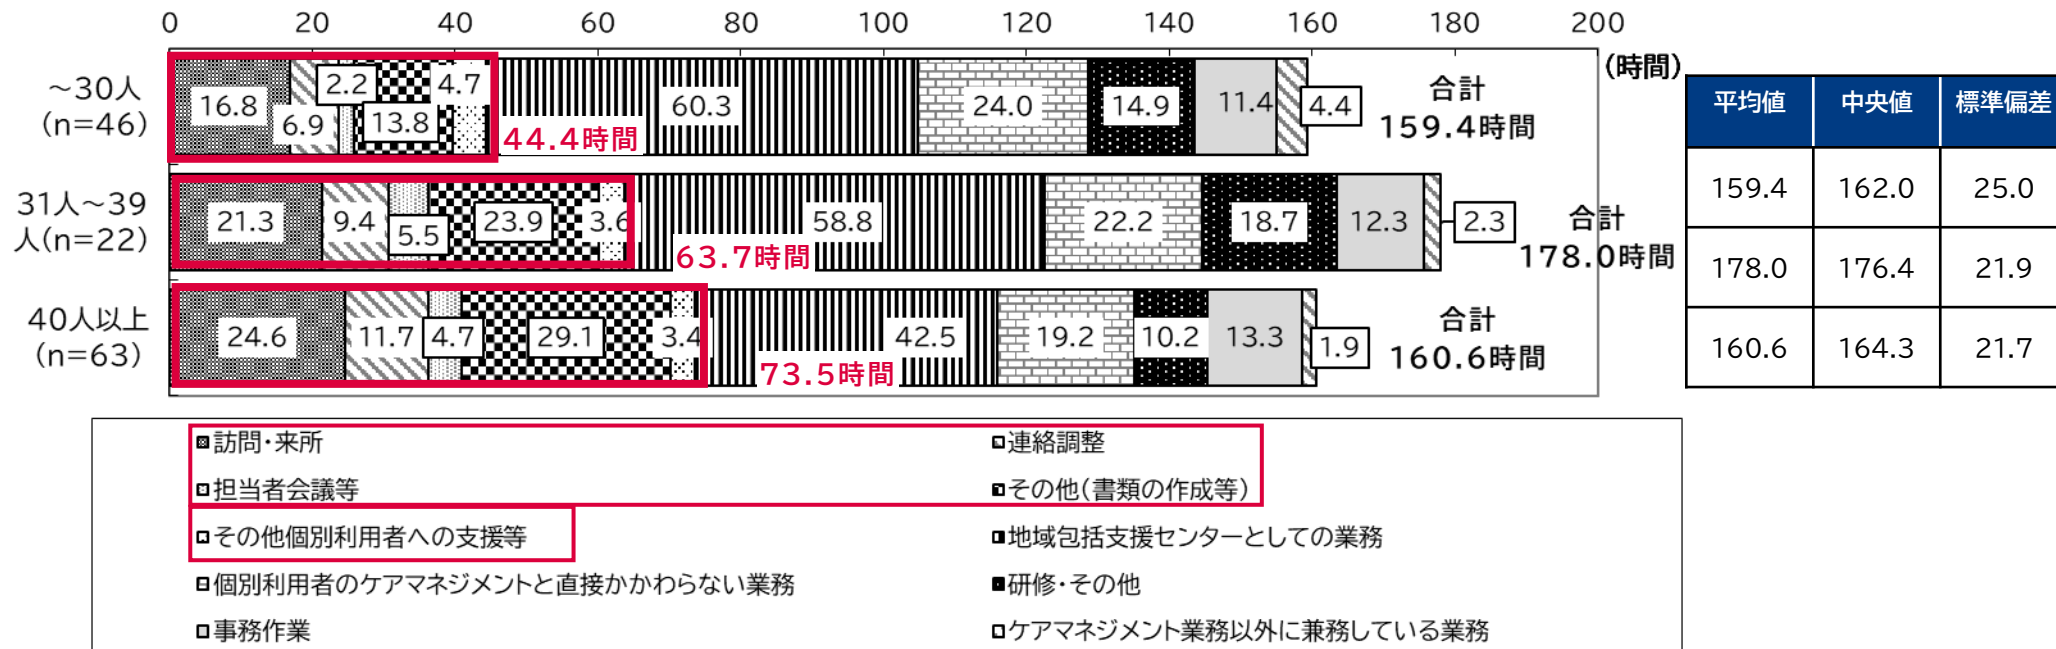 0 20 40 60 80 100 120 140 160 180 200
(時間)
～30人
(n=46)
16.8
6.9
2.2
13.8
4.7
44.4時間
60.3
24.0
14.9
11.4
4.4
合計
159.4時間
31人～39
人(n=22)
21.3
9.4
5.5
23.9
3.6
63.7時間
58.8
22.2
18.7
12.3
2.3
合計
178.0時間
40人以上
(n=63)
24.6
11.7
4.7
29.1
3.4
73.5時間
42.5
19.2
10.2
13.3
1.9
合計
160.6時間
平均値 中央値 標準偏差
159.4 162.0 25.0
178.0 176.4 21.9
160.6 164.3 21.7
訪問・来所
連絡調整
担当者会議等
その他(書類の作成等)
その他個別利用者への支援等
地域包括支援センターとしての業務
個別利用者のケアマネジメントと直接かかわらない業務
研修・その他
事務作業
ケアマネジメント業務以外に兼務している業務